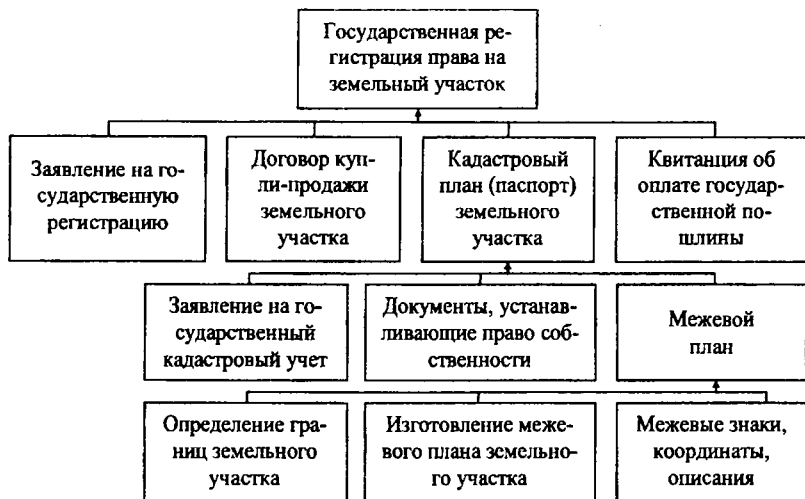 Государственная ре-
гистрация права на
земельный участок
Заявление на го-
сударственную
регистрацию
Договор куп-
ли-продажи
земельного
участка
Кадастровый
план (паспорт)
земельного
участка
Квитанция об
оплате государ-
ственной по-
шлины
Заявление на го-
сударственный
кадастровый учет
Документы, устанав-
ливающие право соб-
ственности
Межевой
план
Определение гра-
ниц земельного
участка
Изготовление меже-
вого плана земельно-
го участка
Межевые знаки,
координаты,
описания